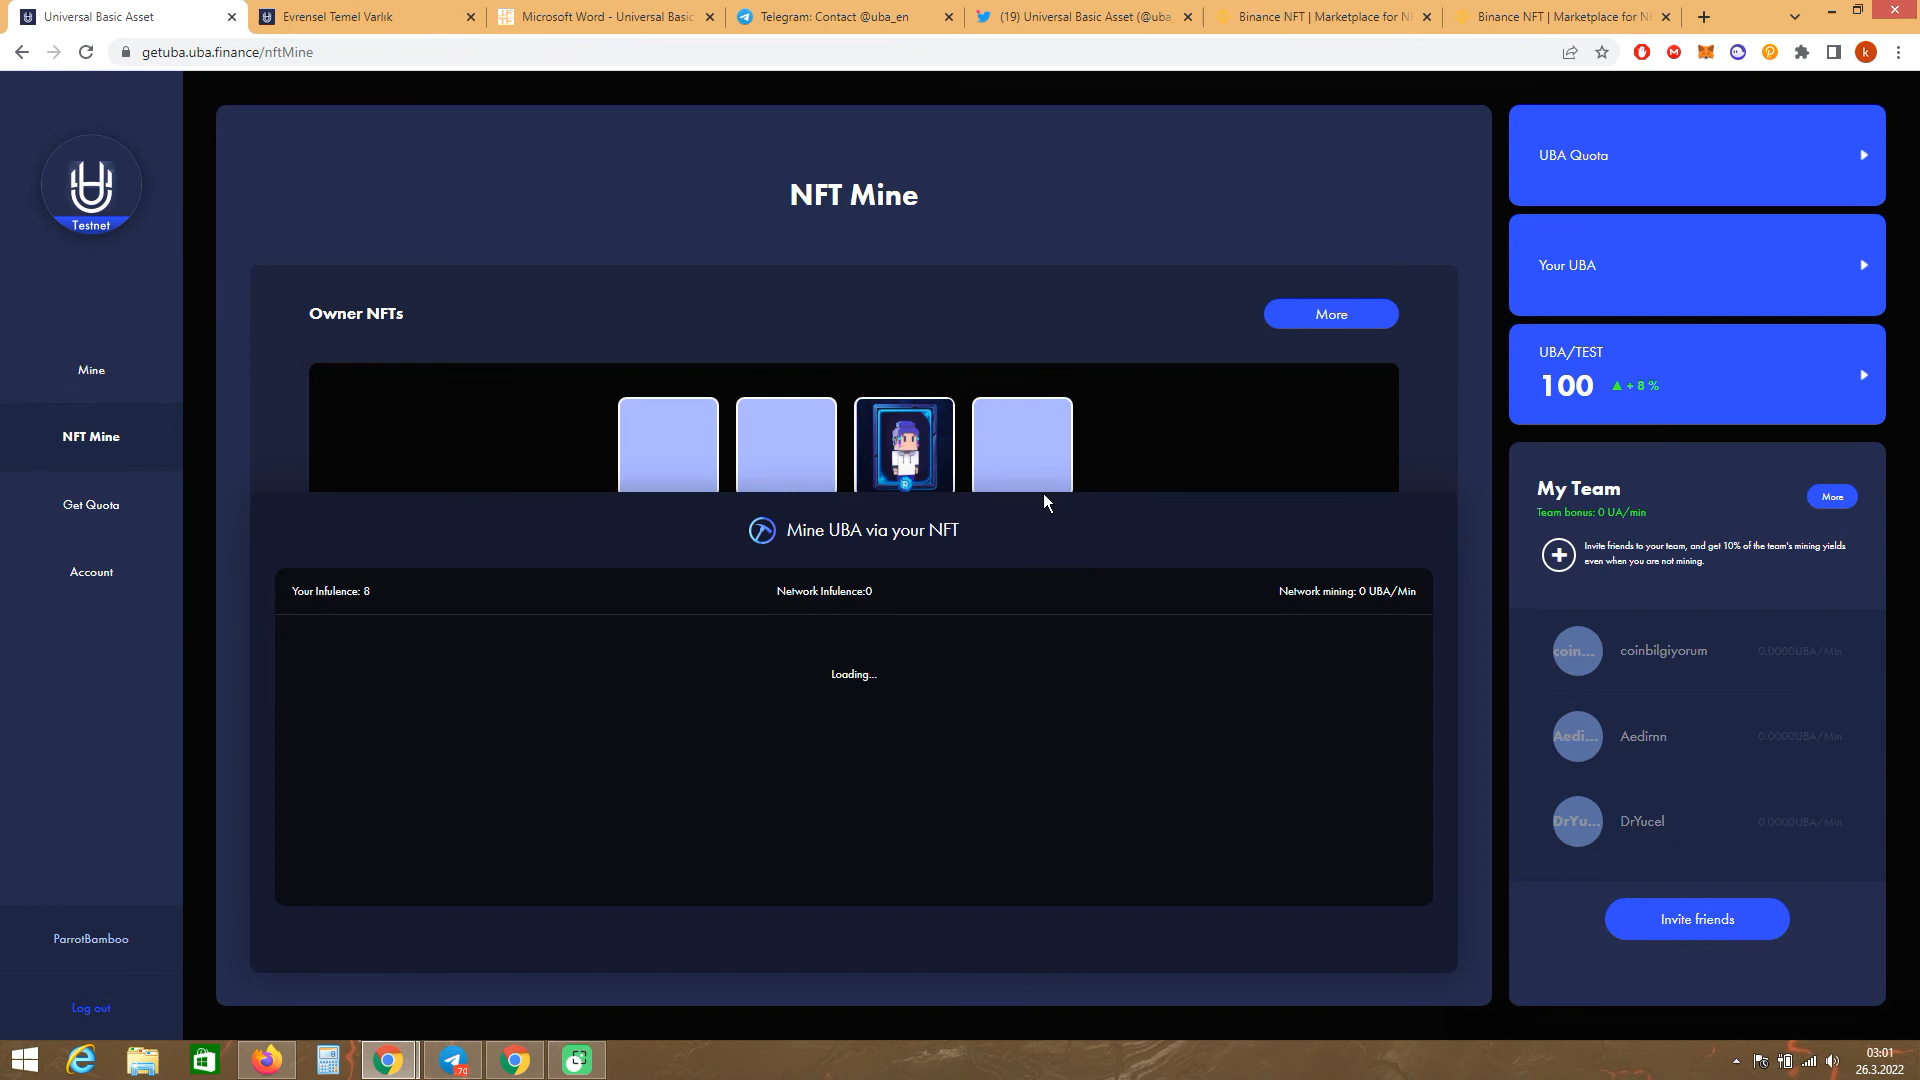 Universal Basic Asset
Evrensel Temel Varlık
Microsoft Word - Universal Basic
Telegram: Contact @uba_en
(19) Universal Basic Asset (@uba_
Binance NFT | Marketplace for NF
Binance NFT | Marketplace for NF
getuba.uba.finance/nftMine
k
Testnet
Mine
NFT Mine
Get Quota
Account
ParrotBamboo
Log out
NFT Mine
Owner NFTs
More
R
Mine UBA via your NFT
Your Infulence: 8
Network Infulence:0
Network mining: 0 UBA/Min
Loading...
UBA Quota
Your UBA
UBA/TEST
100
+ 8 %
My Team
More
Team bonus: 0 UA/min
Invite friends to your team, and get 10% of the team's mining yields
even when you are not mining.
coin...
coinbilgiyorum
0.0000UBA/Min
Aedi...
Aedirnn
0.0000UBA/Min
DrYu...
DrYucel
0.0000UBA/Min
Invite friends
..70
03:01
26.3.2022